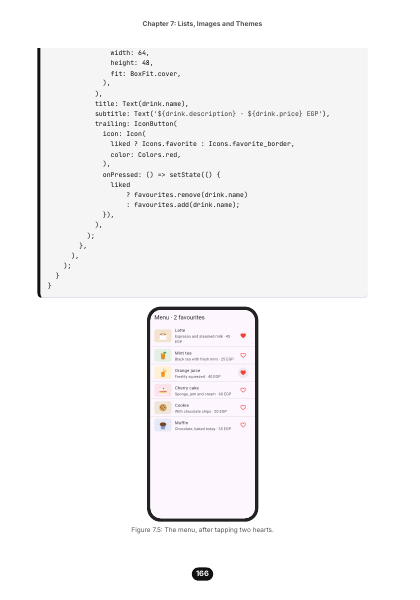 Chapter 7: Lists, Images and Themes
width: 64,
height: 48,
fit: BoxFit.cover,
),
),
title: Text(drink.name),
subtitle: Text('${drink.description} · ${drink.price} EGP'),
trailing: IconButton(
icon: Icon(
liked ? Icons.favorite : Icons.favorite_border,
color: Colors.red,
),
onPressed: () => setState(() {
liked
? favourites.remove(drink.name)
: favourites.add(drink.name);
}),
),
);
},
),
);
}
}
Menu · 2 favourites
Latte
Espresso and steamed milk · 45
EGP
Mint tea
Black tea with fresh mint · 25 EGP
Orange juice
Freshly squeezed · 40 EGP
Cherry cake
Sponge, jam and cream · 60 EGP
Cookie
With chocolate chips · 20 EGP
Muffin
Chocolate, baked today · 35 EGP
Figure 7.5: The menu, after tapping two hearts.
166